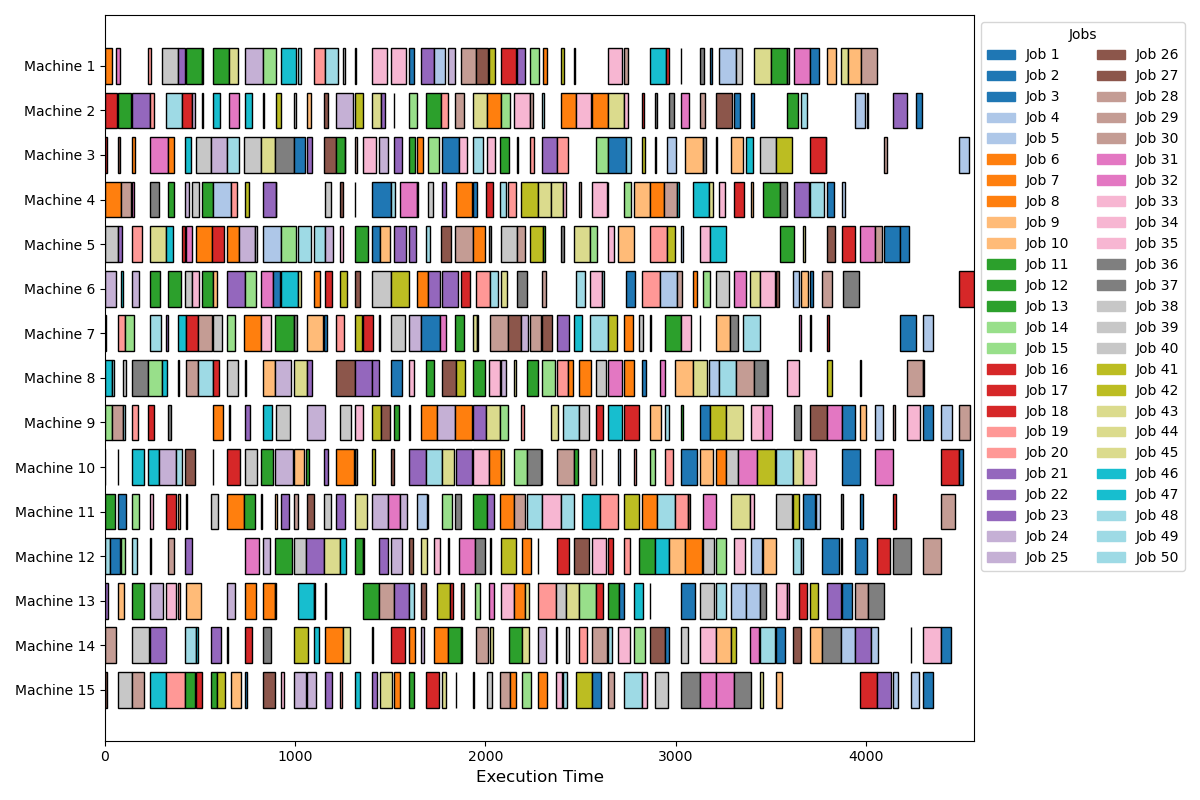 Machine 1
Machine 2
Machine 3
Machine 4
Machine 5
Machine 6
Machine 7
Machine 8
Machine 9
Machine 10
Machine 11
Machine 12
Machine 13
Machine 14
Machine 15
0 1000 2000 3000 4000
Execution Time
Jobs
Job 1
Job 2
Job 3
Job 4
Job 5
Job 6
Job 7
Job 8
Job 9
Job 10
Job 11
Job 12
Job 13
Job 14
Job 15
Job 16
Job 17
Job 18
Job 19
Job 20
Job 21
Job 22
Job 23
Job 24
Job 25
Job 26
Job 27
Job 28
Job 29
Job 30
Job 31
Job 32
Job 33
Job 34
Job 35
Job 36
Job 37
Job 38
Job 39
Job 40
Job 41
Job 42
Job 43
Job 44
Job 45
Job 46
Job 47
Job 48
Job 49
Job 50